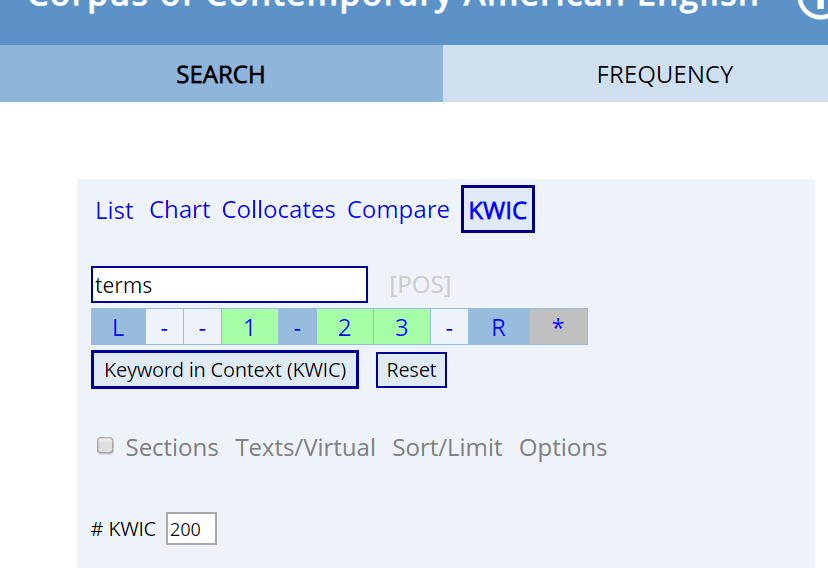 Corpus of Contemporary American English
SEARCH FREQUENCY
List Chart Collocates Compare KWIC
terms [POS]
L - - 1 - 2 3 - R *
Keyword in Context (KWIC) Reset
Sections Texts/Virtual Sort/Limit Options
# KWIC 200